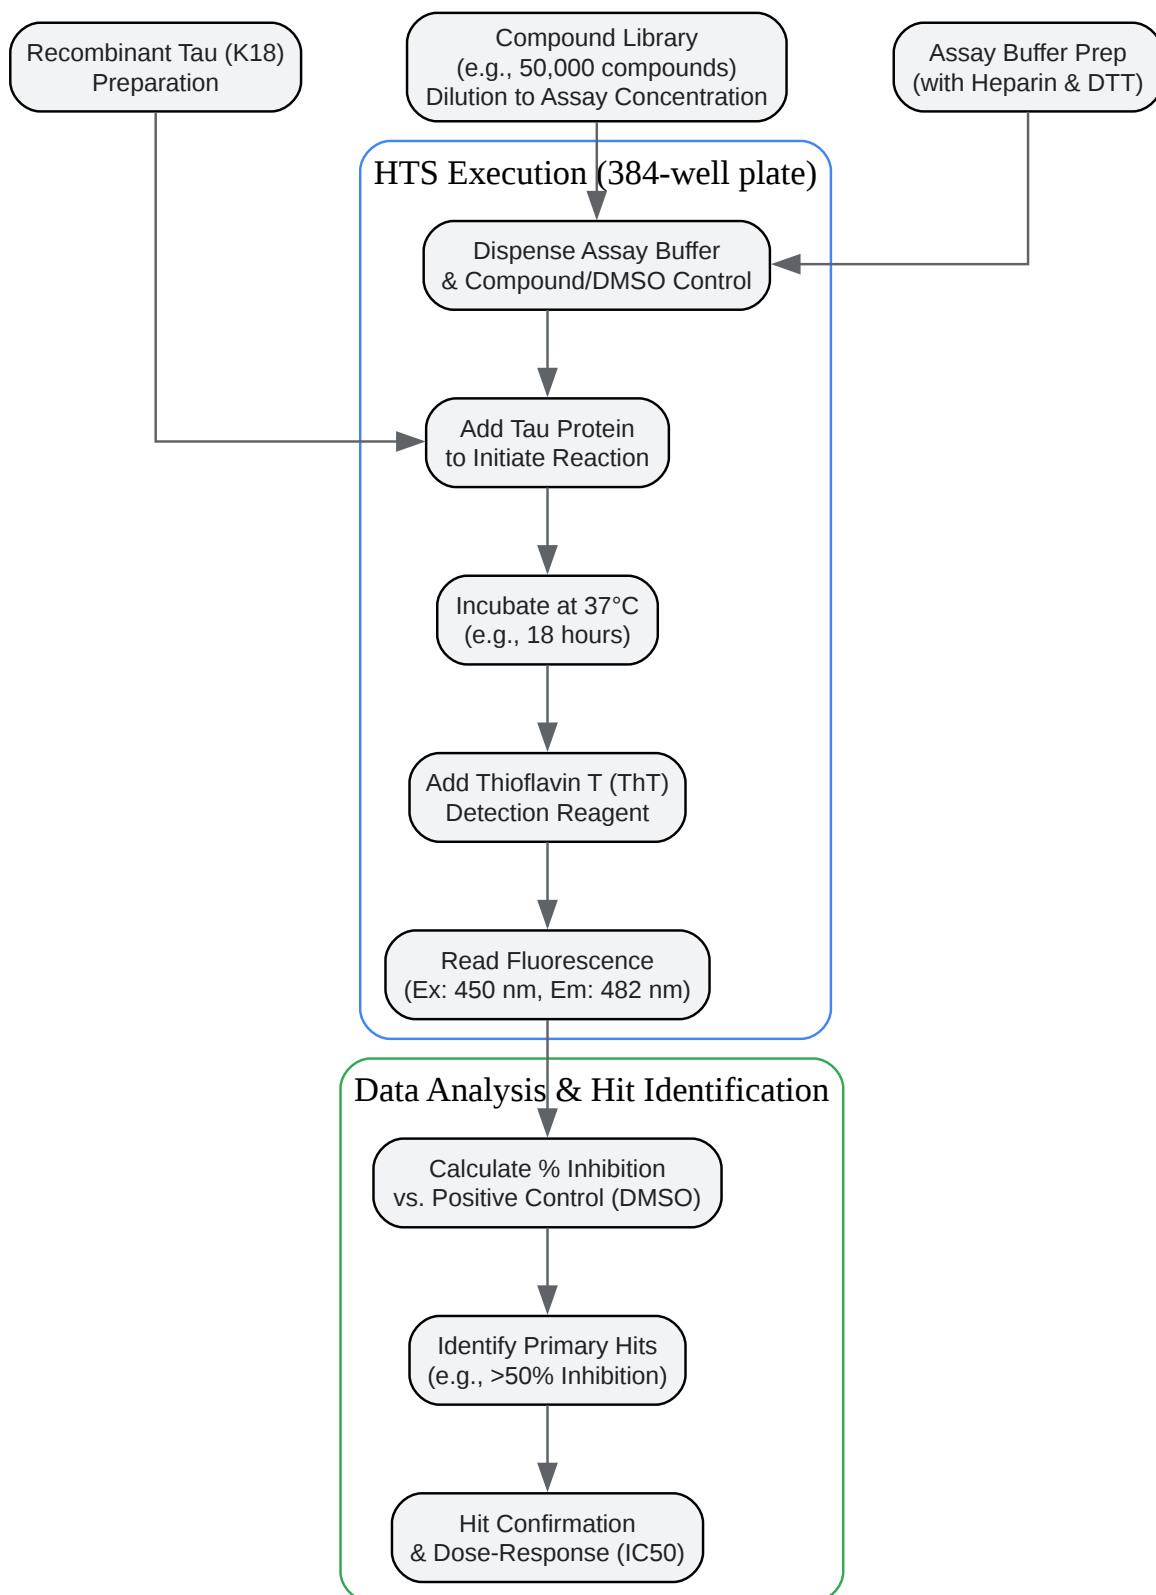 Recombinant Tau (K18)
Preparation
Compound Library
(e.g., 50,000 compounds)
Dilution to Assay Concentration
Assay Buffer Prep
(with Heparin & DTT)
HTS Execution (384-well plate)
Dispense Assay Buffer
& Compound/DMSO Control
Add Tau Protein
to Initiate Reaction
Incubate at 37°C
(e.g., 18 hours)
Add Thioflavin T (ThT)
Detection Reagent
Read Fluorescence
(Ex: 450 nm, Em: 482 nm)
Data Analysis & Hit Identification
Calculate % Inhibition
vs. Positive Control (DMSO)
Identify Primary Hits
(e.g., >50% Inhibition)
Hit Confirmation
& Dose-Response (IC50)